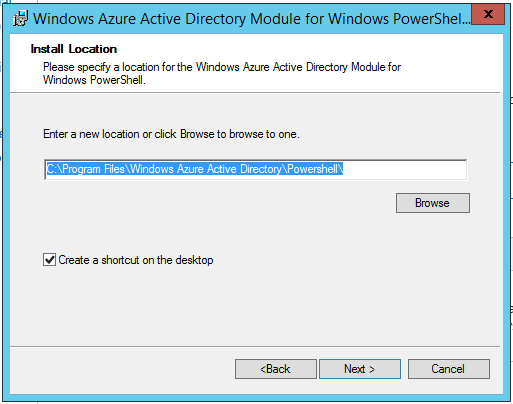 Windows Azure Active Directory Module for Windows PowerShel...
x
Install Location
Please specify a location for the Windows Azure Active Directory Module for
Windows PowerShell.
Enter a new location or click Browse to browse to one.
C:\Program Files\Windows Azure Active Directory\Powershell\
Browse
Create a shortcut on the desktop
<Back
Next >
Cancel